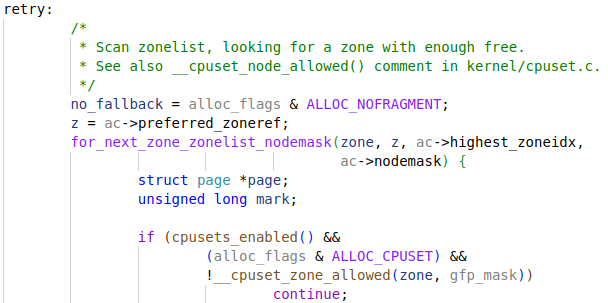 retry:
/*
* Scan zonelist, looking for a zone with enough free.
* See also __cpuset_node_allowed() comment in kernel/cpuset.c.
*/
no_fallback = alloc_flags & ALLOC_NOFRAGMENT;
z = ac->preferred_zoneref;
for_next_zone_zonelist_nodemask(zone, z, ac->highest_zoneidx,
ac->nodemask) {
struct page *page;
unsigned long mark;
if (cpusets_enabled() &&
(alloc_flags & ALLOC_CPUSET) &&
!__cpuset_zone_allowed(zone, gfp_mask))
continue;